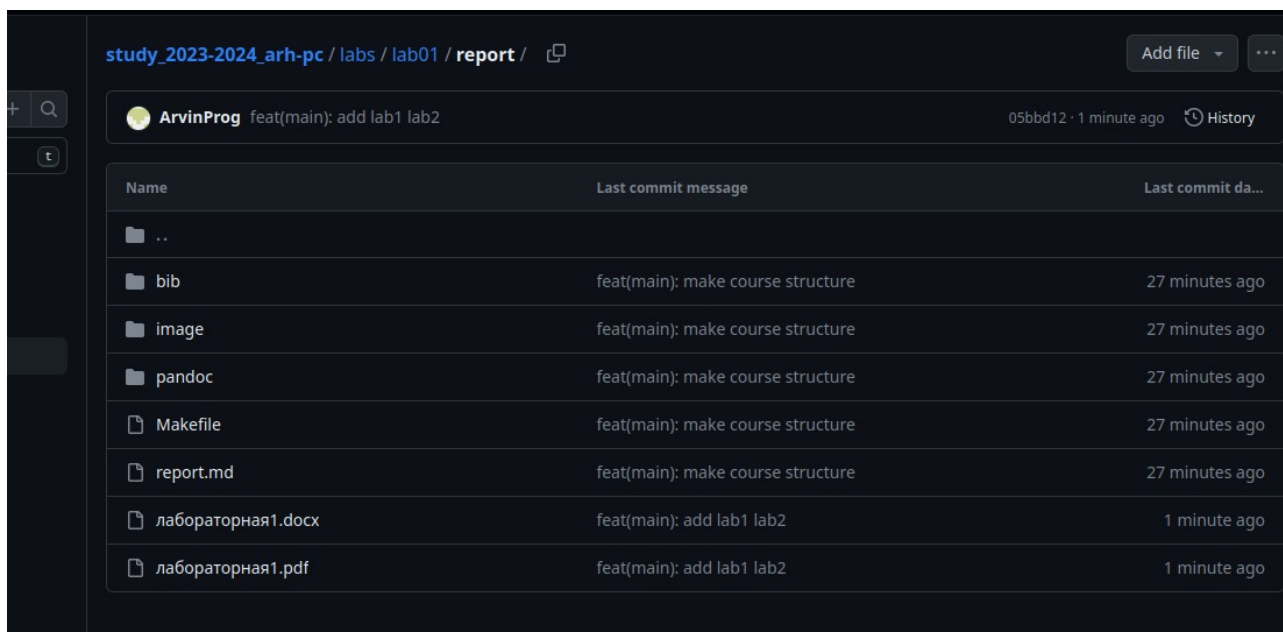 study_2023-2024_arh-pc / labs / lab01 / report /
Add file
...
+
t
ArvinProg feat(main): add lab1 lab2 05bbd12 · 1 minute ago History
Name Last commit message Last commit da...
..
bib feat(main): make course structure 27 minutes ago
image feat(main): make course structure 27 minutes ago
pandoc feat(main): make course structure 27 minutes ago
Makefile feat(main): make course structure 27 minutes ago
report.md feat(main): make course structure 27 minutes ago
лабораторная1.docx feat(main): add lab1 lab2 1 minute ago
лабораторная1.pdf feat(main): add lab1 lab2 1 minute ago